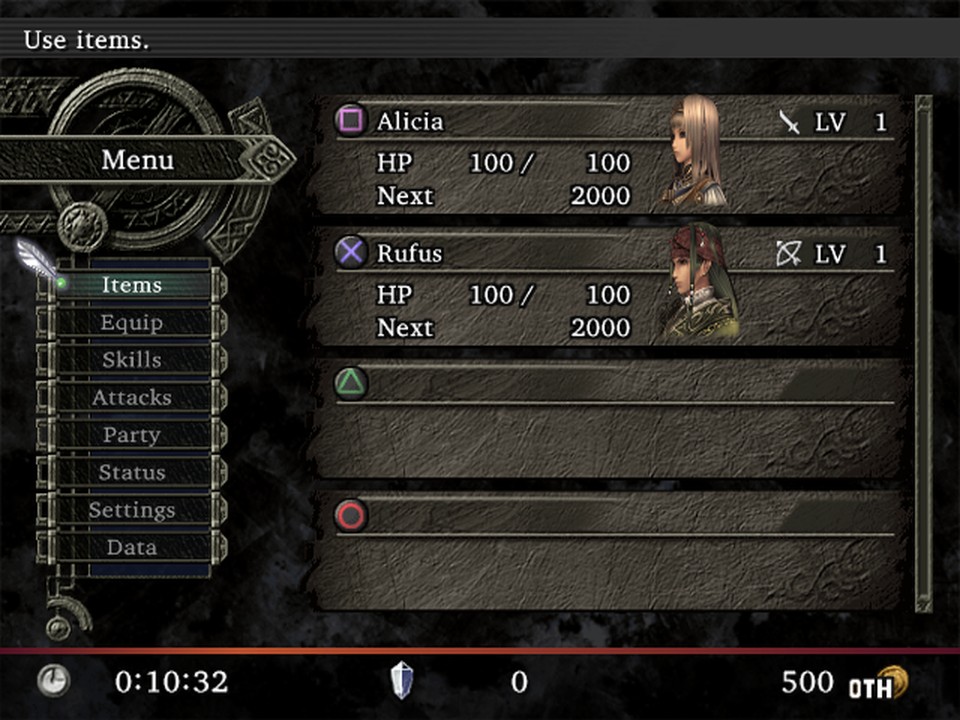 Use items.
Menu
Items
Equip
Skills
Attacks
Party
Status
Settings
Data
Alicia LV 1
HP 100 / 100
Next 2000
Rufus LV 1
HP 100 / 100
Next 2000
0:10:32 0 500 OTH